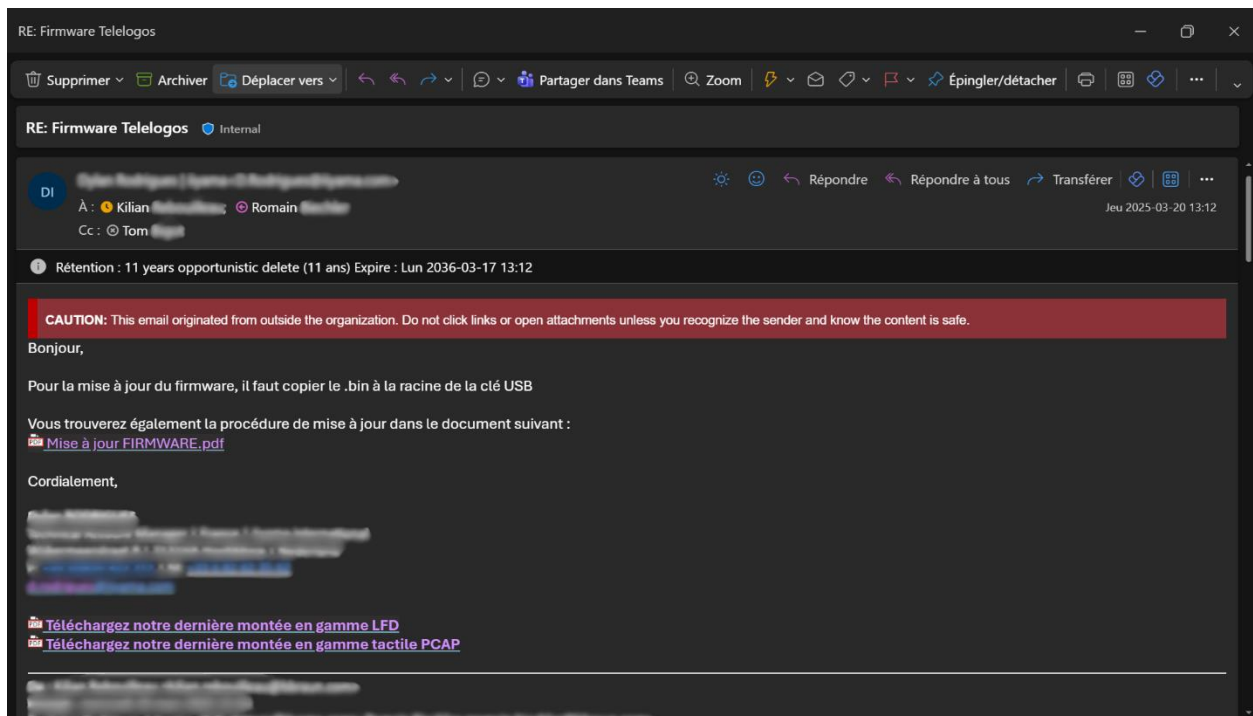 RE: Firmware Telelogos
Supprimer Archiver Déplacer vers Partager dans Teams Zoom Épingler/détacher
RE: Firmware Telelogos Internal
DI
Répondre Répondre à tous Transférer
À : Kilian Romain
Jeu 2025-03-20 13:12
Cc : Tom
Rétention : 11 years opportunistic delete (11 ans) Expire : Lun 2036-03-17 13:12
CAUTION: This email originated from outside the organization. Do not click links or open attachments unless you recognize the sender and know the content is safe.
Bonjour,
Pour la mise à jour du firmware, il faut copier le .bin à la racine de la clé USB
Vous trouverez également la procédure de mise à jour dans le document suivant :
Mise à jour FIRMWARE.pdf
Cordialement,
Téléchargez notre dernière montée en gamme LFD
Téléchargez notre dernière montée en gamme tactile PCAP